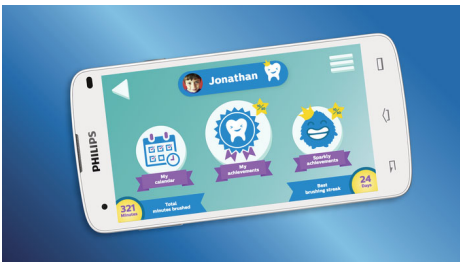 PHILIPS
Jonathan
My
calendar
My
achievements
Sparkly
achievements
321
Minutes
Total
minutes brushed
Best
brushing streak
24
Days